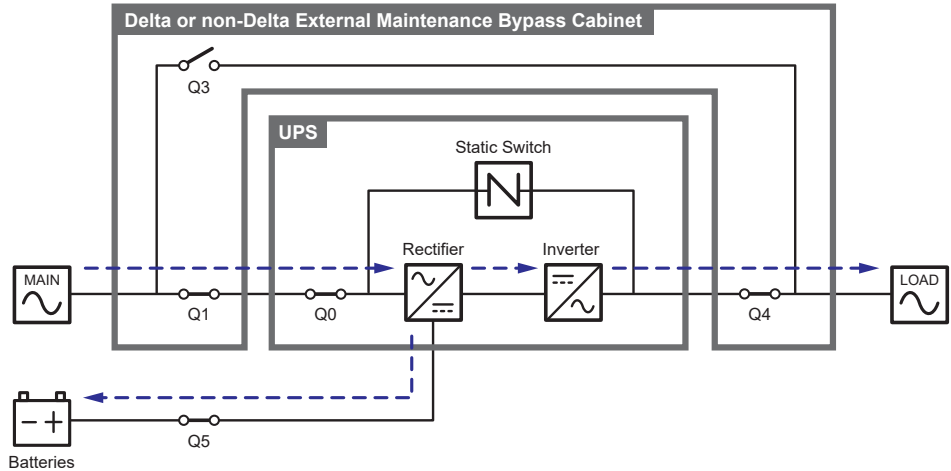 Delta or non-Delta External Maintenance Bypass Cabinet
Q3
UPS
Static Switch
Rectifier
Inverter
MAIN
LOAD
Q1
Q0
Q4
Q5
Batteries